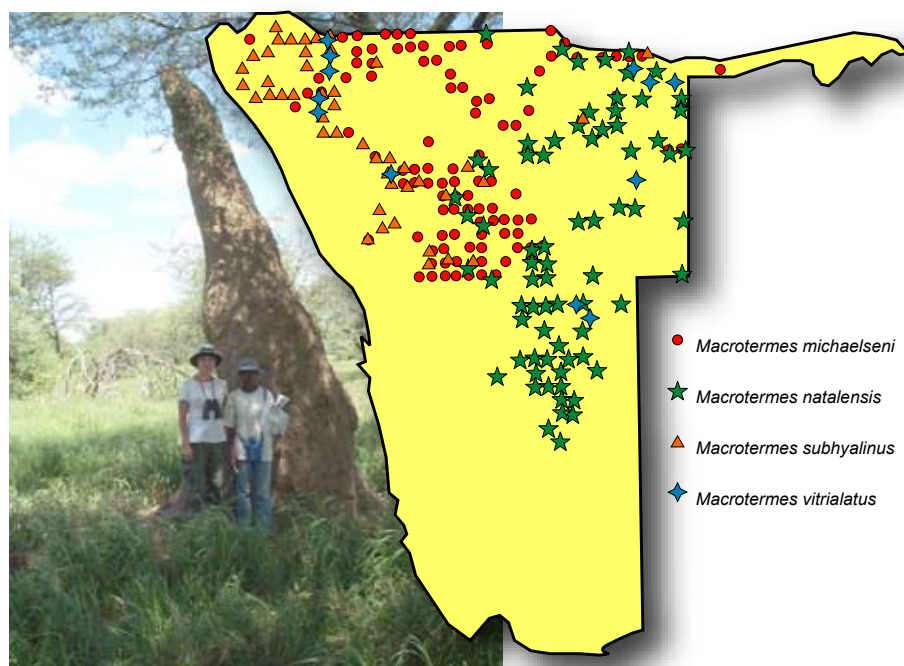 Macrotermes michaelseni
Macrotermes natalensis
Macrotermes subhyalinus
Macrotermes vitrialatus